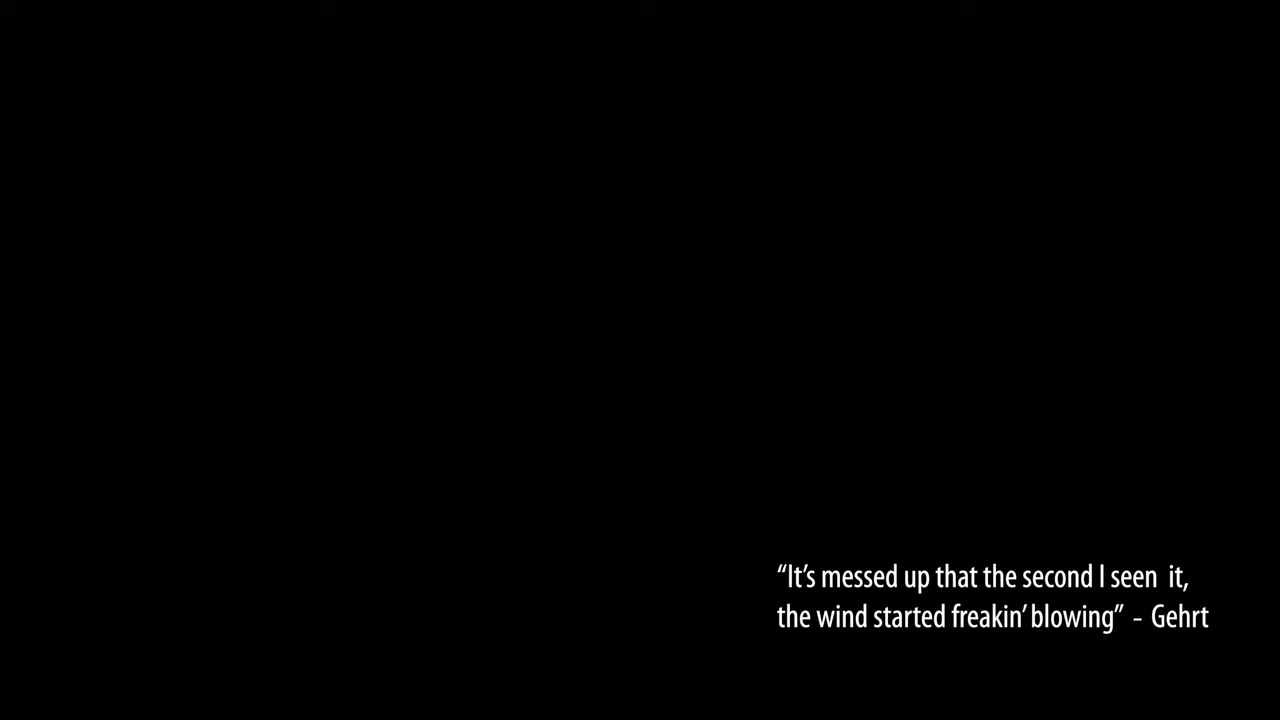 “It’s messed up that the second I seen  it,
the wind started freakin’ blowing”  -  Gehrt